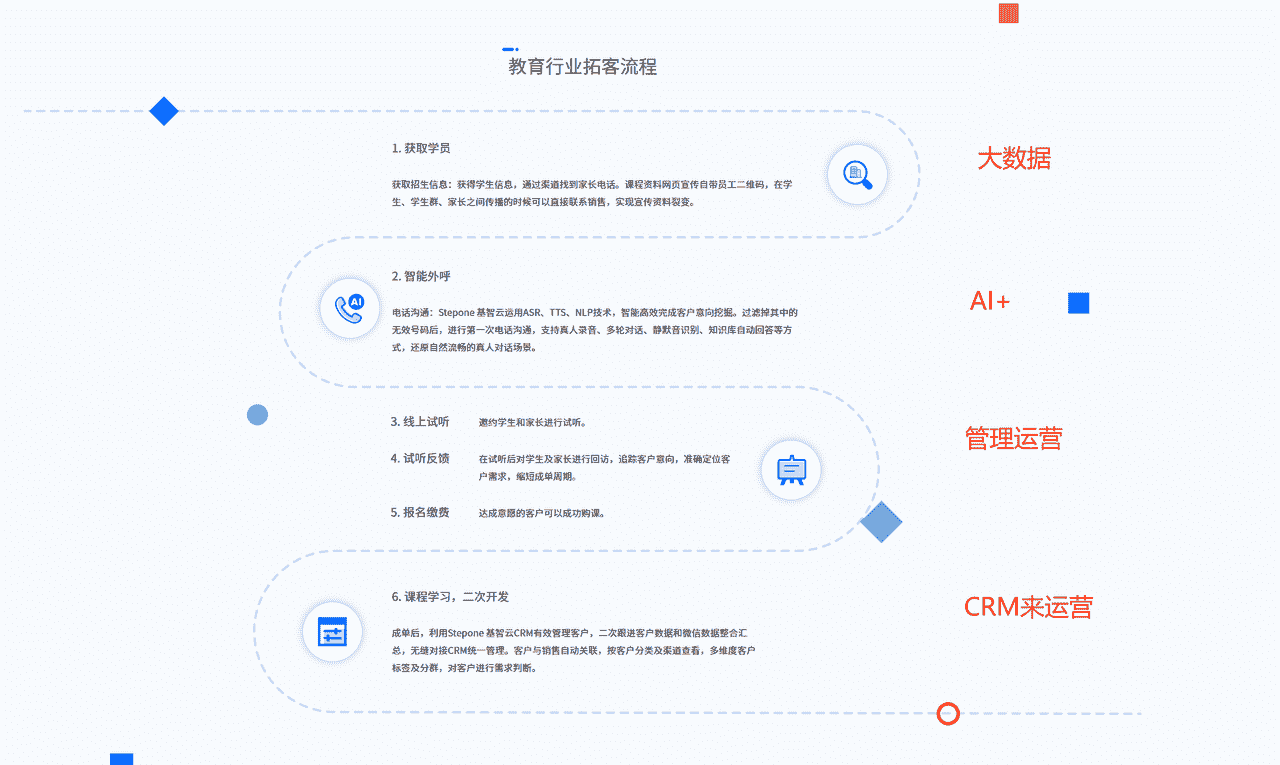 教育行业拓客流程
1. 获取学员
大数据
获取招生信息：获得学生信息，通过渠道找到家长电话。课程资料网页宣传自带员工二维码，在学
生、学生群、家长之间传播的时候可以直接联系销售，实现宣传资料裂变。
2. 智能外呼
AI
AI+
电话沟通：Stepone 基智云运用ASR、TTS、NLP技术，智能高效完成客户意向挖掘。过滤掉其中的
无效号码后，进行第一次电话沟通，支持真人录音、多轮对话、静默音识别、知识库自动回答等方
式，还原自然流畅的真人对话场景。
3. 线上试听 邀约学生和家长进行试听。
管理运营
4. 试听反馈 在试听后对学生及家长进行回访，追踪客户意向，准确定位客
户需求，缩短成单周期。
5. 报名缴费 达成意愿的客户可以成功购课。
6. 课程学习，二次开发
CRM来运营
成单后，利用Stepone 基智云CRM有效管理客户，二次跟进客户数据和微信数据整合汇
总，无缝对接CRM统一管理。客户与销售自动关联，按客户分类及渠道查看，多维度客户
标签及分群，对客户进行需求判断。